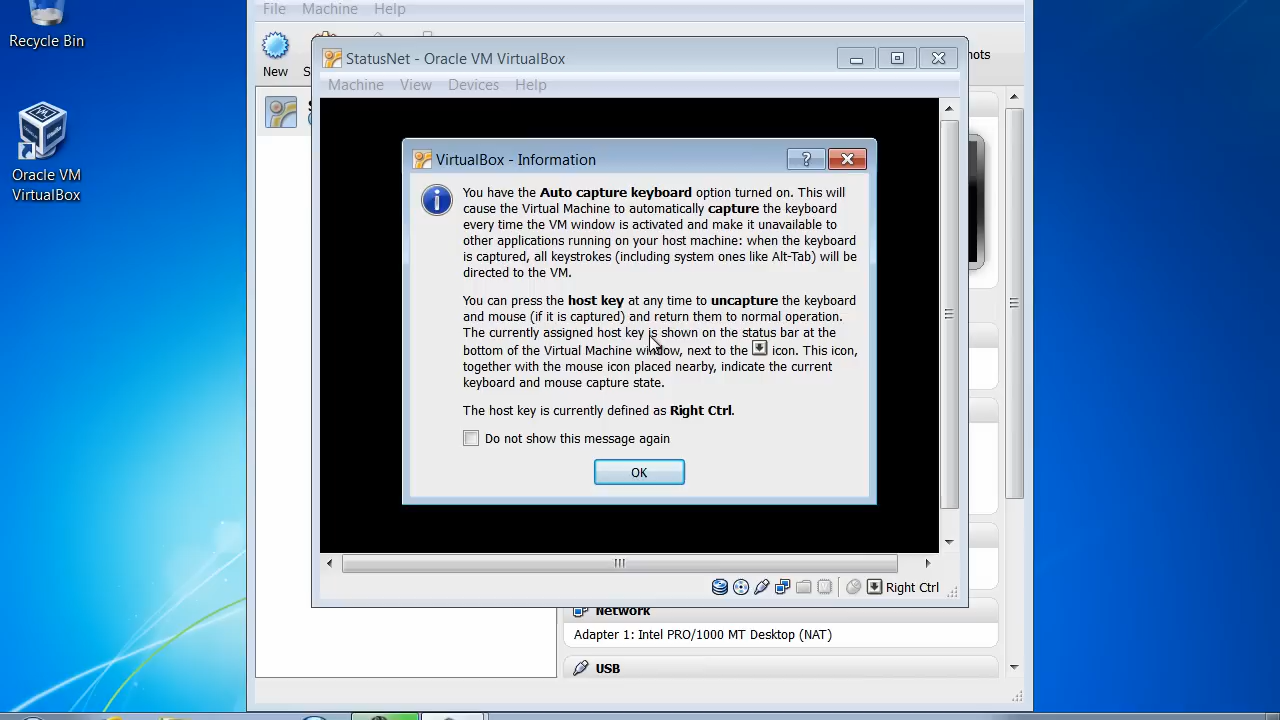 File Machine Help
Recycle Bin
StatusNet - Oracle VM VirtualBox
New
Machine View Devices Help
VirtualBox - Information
You have the Auto capture keyboard option turned on. This will
cause the Virtual Machine to automatically capture the keyboard
every time the VM window is activated and make it unavailable to
other applications running on your host machine: when the keyboard
is captured, all keystrokes (including system ones like Alt-Tab) will be
directed to the VM.
You can press the host key at any time to uncapture the keyboard
and mouse (if it is captured) and return them to normal operation.
The currently assigned host key is shown on the status bar at the
bottom of the Virtual Machine window, next to the icon. This icon,
together with the mouse icon placed nearby, indicate the current
keyboard and mouse capture state.
The host key is currently defined as Right Ctrl.
Do not show this message again
OK
Oracle VM
VirtualBox
Right Ctrl
Network
Adapter 1: Intel PRO/1000 MT Desktop (NAT)
USB